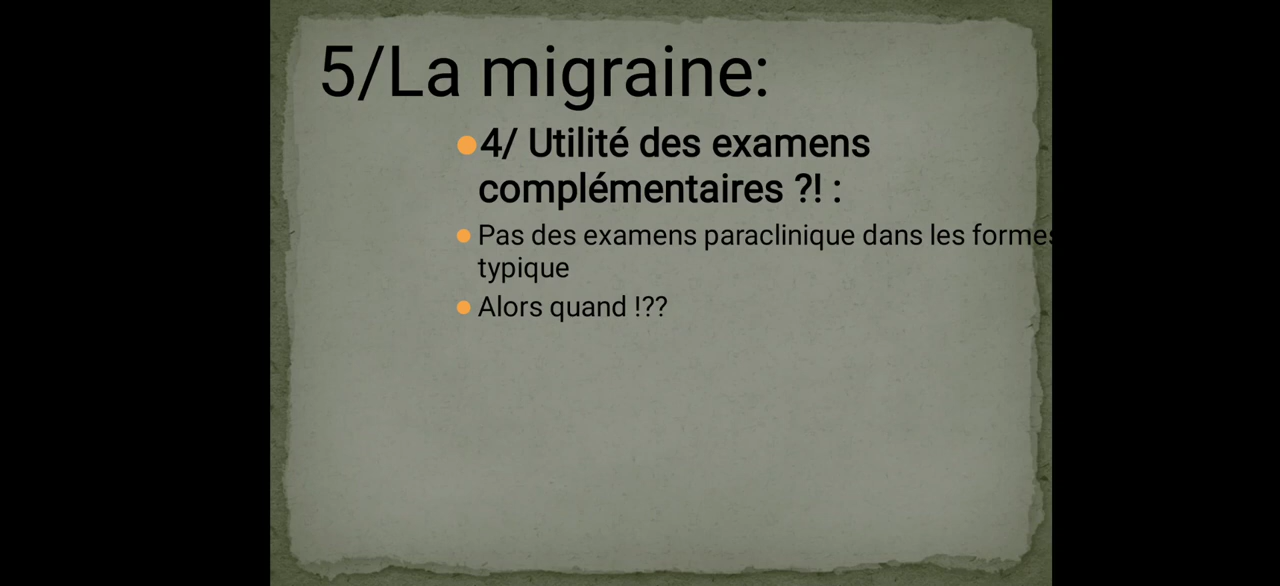 5/La migraine:
4/ Utilité des examens
complémentaires ?! :
Pas des examens paraclinique dans les formes
typique
Alors quand !??